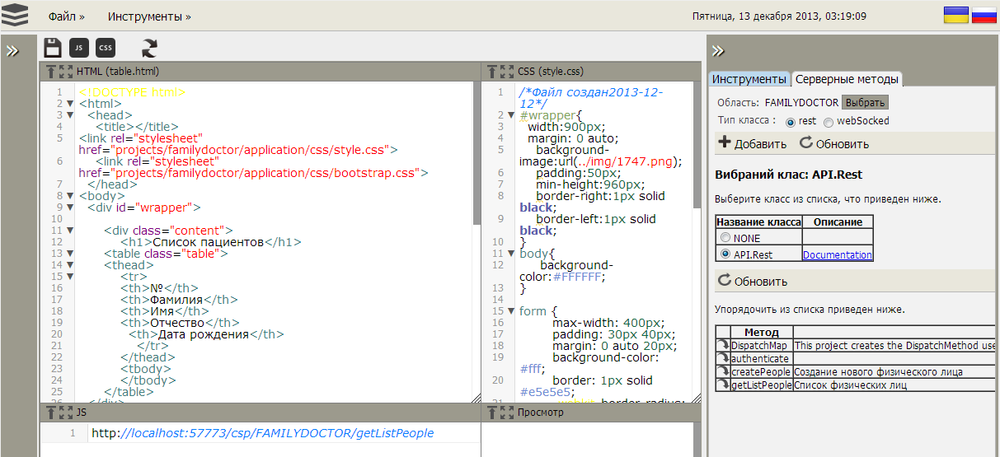 Файл » Инструменты » Пятница, 13 декабря 2013, 03:19:09
JS CSS
HTML (table.html)
1 <!DOCTYPE html>
2 <html>
3 <head>
4 <title></title>
5 <link rel="stylesheet"
href="projects/familydoctor/application/css/style.css">
6 <link rel="stylesheet"
href="projects/familydoctor/application/css/bootstrap.css">
7 </head>
8 <body>
9 <div id="wrapper">
10
11 <div class="content">
12 <h1>Список пациентов</h1>
13 <table class="table">
14 <thead>
15 <tr>
16 <th>№</th>
17 <th>Фамилия</th>
18 <th>Имя</th>
19 <th>Отчество</th>
20 <th>Дата рождения</th>
21 </tr>
22 </thead>
23 <tbody>
24 </tbody>
25 </table>
26 </div>
CSS (style.css)
1 /*Файл создан2013-12-
12*/
2 #wrapper{
3 width:900px;
4 margin: 0 auto;
5 background-
image:url(../img/1747.png);
6 padding:50px;
7 min-height:960px;
8 border-right:1px solid
black;
9 border-left:1px solid
black;
10 }
11 body{
12 background-
color:#FFFFFF;
13 }
14
15 form {
16 max-width: 400px;
17 padding: 30px 40px;
18 margin: 0 auto 20px;
19 background-color:
#fff;
20 border: 1px solid
#e5e5e5;
21 -webkit-border-radius:
JS
1 http://localhost:57773/csp/FAMILYDOCTOR/getListPeople
Просмотр
Инструменты Серверные методы
Область: FAMILYDOCTOR Выбрать
Тип класса : rest webSocked
Добавить Обновить
Вибраний клас: API.Rest
Выберите класс из списка, что приведен ниже.
Название класса Описание
NONE
API.Rest Documentation
Обновить
Упорядочить из списка приведен ниже.
Метод
DispatchMap This project creates the DispatchMethod use
authenticate
createPeople Создание нового физического лица
getListPeople Список физических лиц